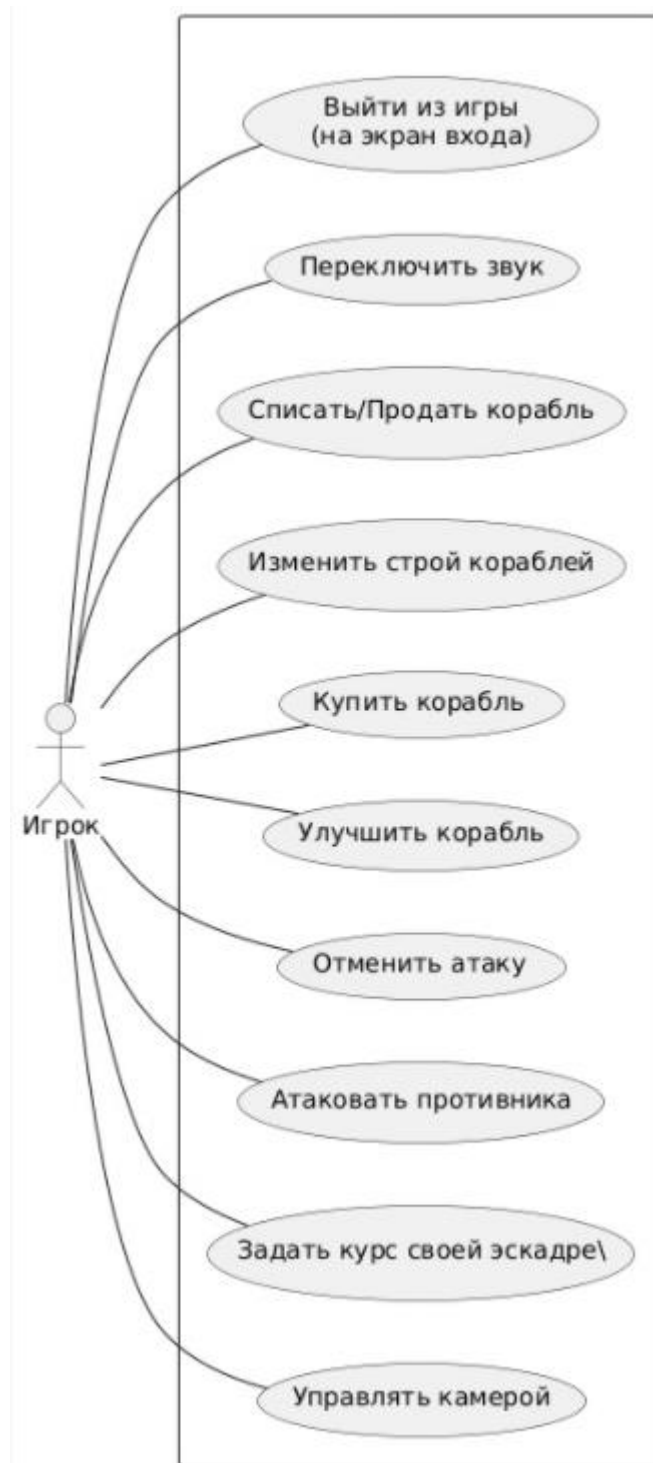 Выйти из игры
(на экран входа)
Переключить звук
Списать/Продать корабль
Изменить строй кораблей
Купить корабль
Улучшить корабль
Игрок
Отменить атаку
Атаковать противника
Задать курс своей эскадре\
Управлять камерой